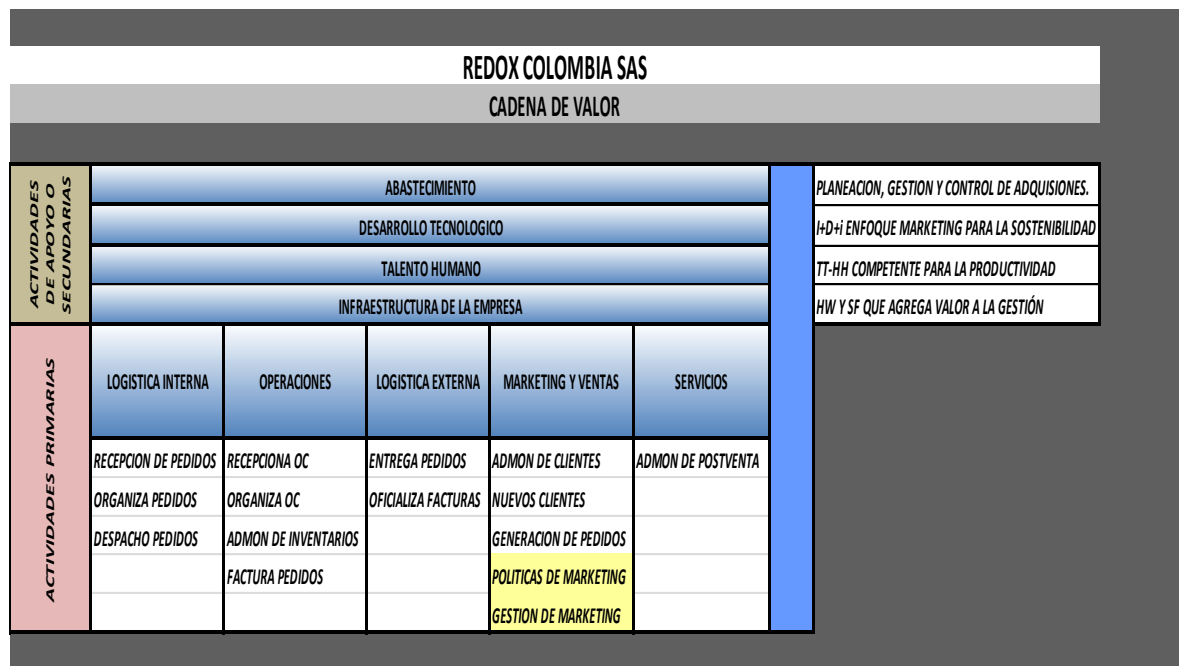 REDOX COLOMBIA SAS
CADENA DE VALOR
ACTIVIDADES
DE APOYO O
SECUNDARIAS
ABASTECIMIENTO
PLANEACION, GESTION Y CONTROL DE ADQUISIONES.
DESARROLLO TECNOLOGICO
I+D+i ENFOQUE MARKETING PARA LA SOSTENIBILIDAD
TALENTO HUMANO
TT-HH COMPETENTE PARA LA PRODUCTIVIDAD
INFRAESTRUCTURA DE LA EMPRESA
HW Y SF QUE AGREGA VALOR A LA GESTIÓN
ACTIVIDADES PRIMARIAS
LOGISTICA INTERNA
OPERACIONES
LOGISTICA EXTERNA
MARKETING Y VENTAS
SERVICIOS
RECEPCION DE PEDIDOS
RECEPCIONA OC
ENTREGA PEDIDOS
ADMON DE CLIENTES
ADMON DE POSTVENTA
ORGANIZA PEDIDOS
ORGANIZA OC
OFICIALIZA FACTURAS
NUEVOS CLIENTES
DESPACHO PEDIDOS
ADMON DE INVENTARIOS
GENERACION DE PEDIDOS
FACTURA PEDIDOS
POLITICAS DE MARKETING
GESTION DE MARKETING